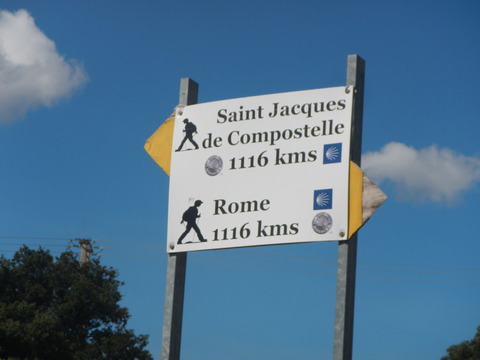 Saint Jacques
de Compostelle
1116 kms
Rome
1116 kms